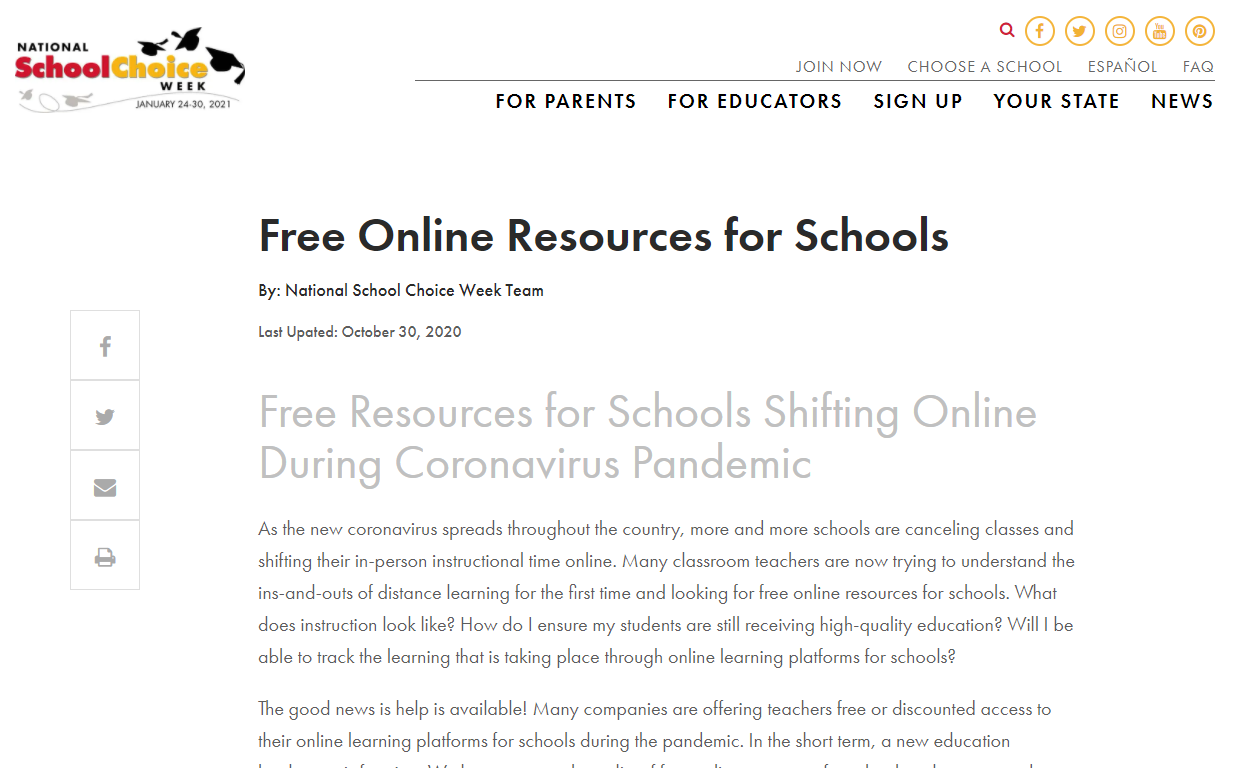 NATIONAL
SchoolChoice
WEEK
JANUARY 24-30, 2021
JOIN NOW CHOOSE A SCHOOL ESPAÑOL FAQ
FOR PARENTS FOR EDUCATORS SIGN UP YOUR STATE NEWS
Free Online Resources for Schools
By: National School Choice Week Team
Last Upated: October 30, 2020
Free Resources for Schools Shifting Online
During Coronavirus Pandemic
As the new coronavirus spreads throughout the country, more and more schools are canceling classes and
shifting their in-person instructional time online. Many classroom teachers are now trying to understand the
ins-and-outs of distance learning for the first time and looking for free online resources for schools. What
does instruction look like? How do I ensure my students are still receiving high-quality education? Will I be
able to track the learning that is taking place through online learning platforms for schools?
The good news is help is available! Many companies are offering teachers free or discounted access to
their online learning platforms for schools during the pandemic. In the short term, a new education